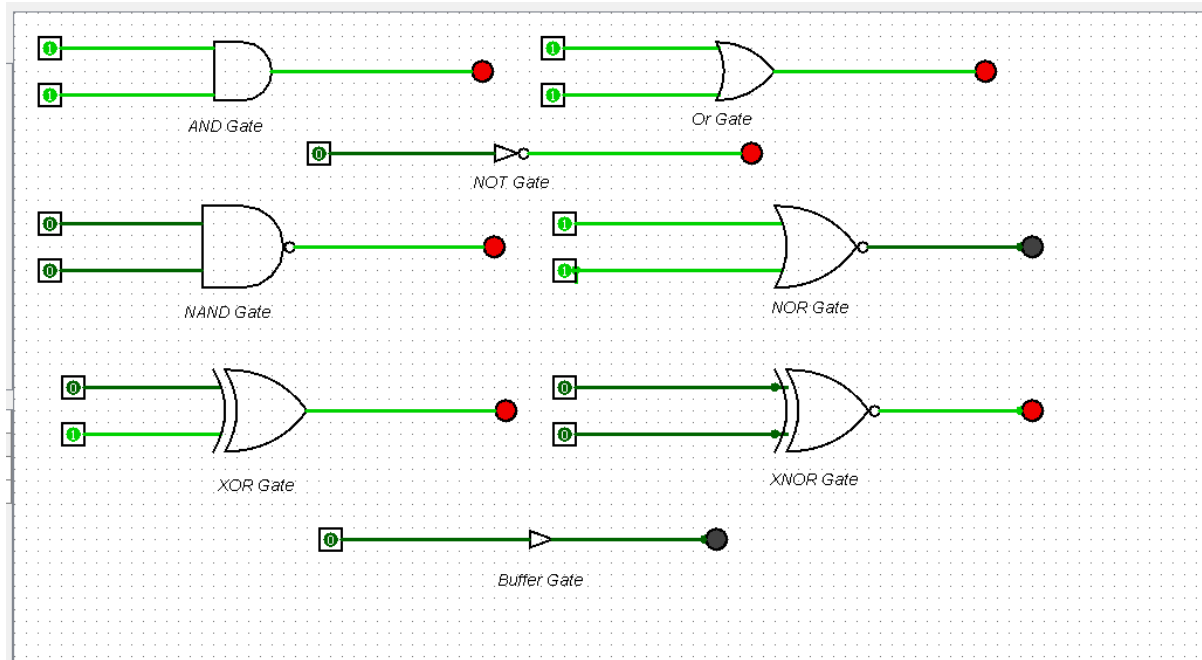 1
1
1
1
AND Gate
Or Gate
0
NOT Gate
0
1
0
1
NAND Gate
NOR Gate
0
0
1
0
XOR Gate
XNOR Gate
0
Buffer Gate